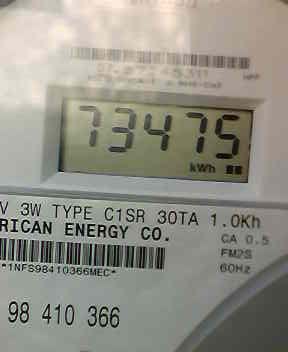 73475
kWh
V 3W TYPE C1SR 30TA 1.0Kh
RICAN ENERGY CO.
CA 0.5
FM2S
60Hz
*1NFS98410366MEC*
98 410 366